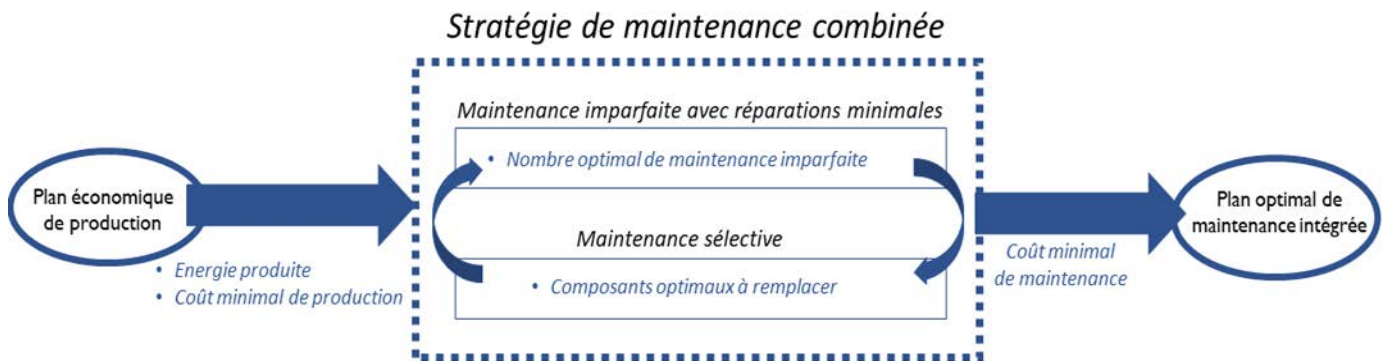 Stratégie de maintenance combinée
Maintenance imparfaite avec réparations minimales
• Nombre optimal de maintenance imparfaite
Plan économique
de production
Maintenance sélective
• Composants optimaux à remplacer
• Energie produite
• Coût minimal de production
Coût minimal
de maintenance
Plan optimal de
maintenance intégrée